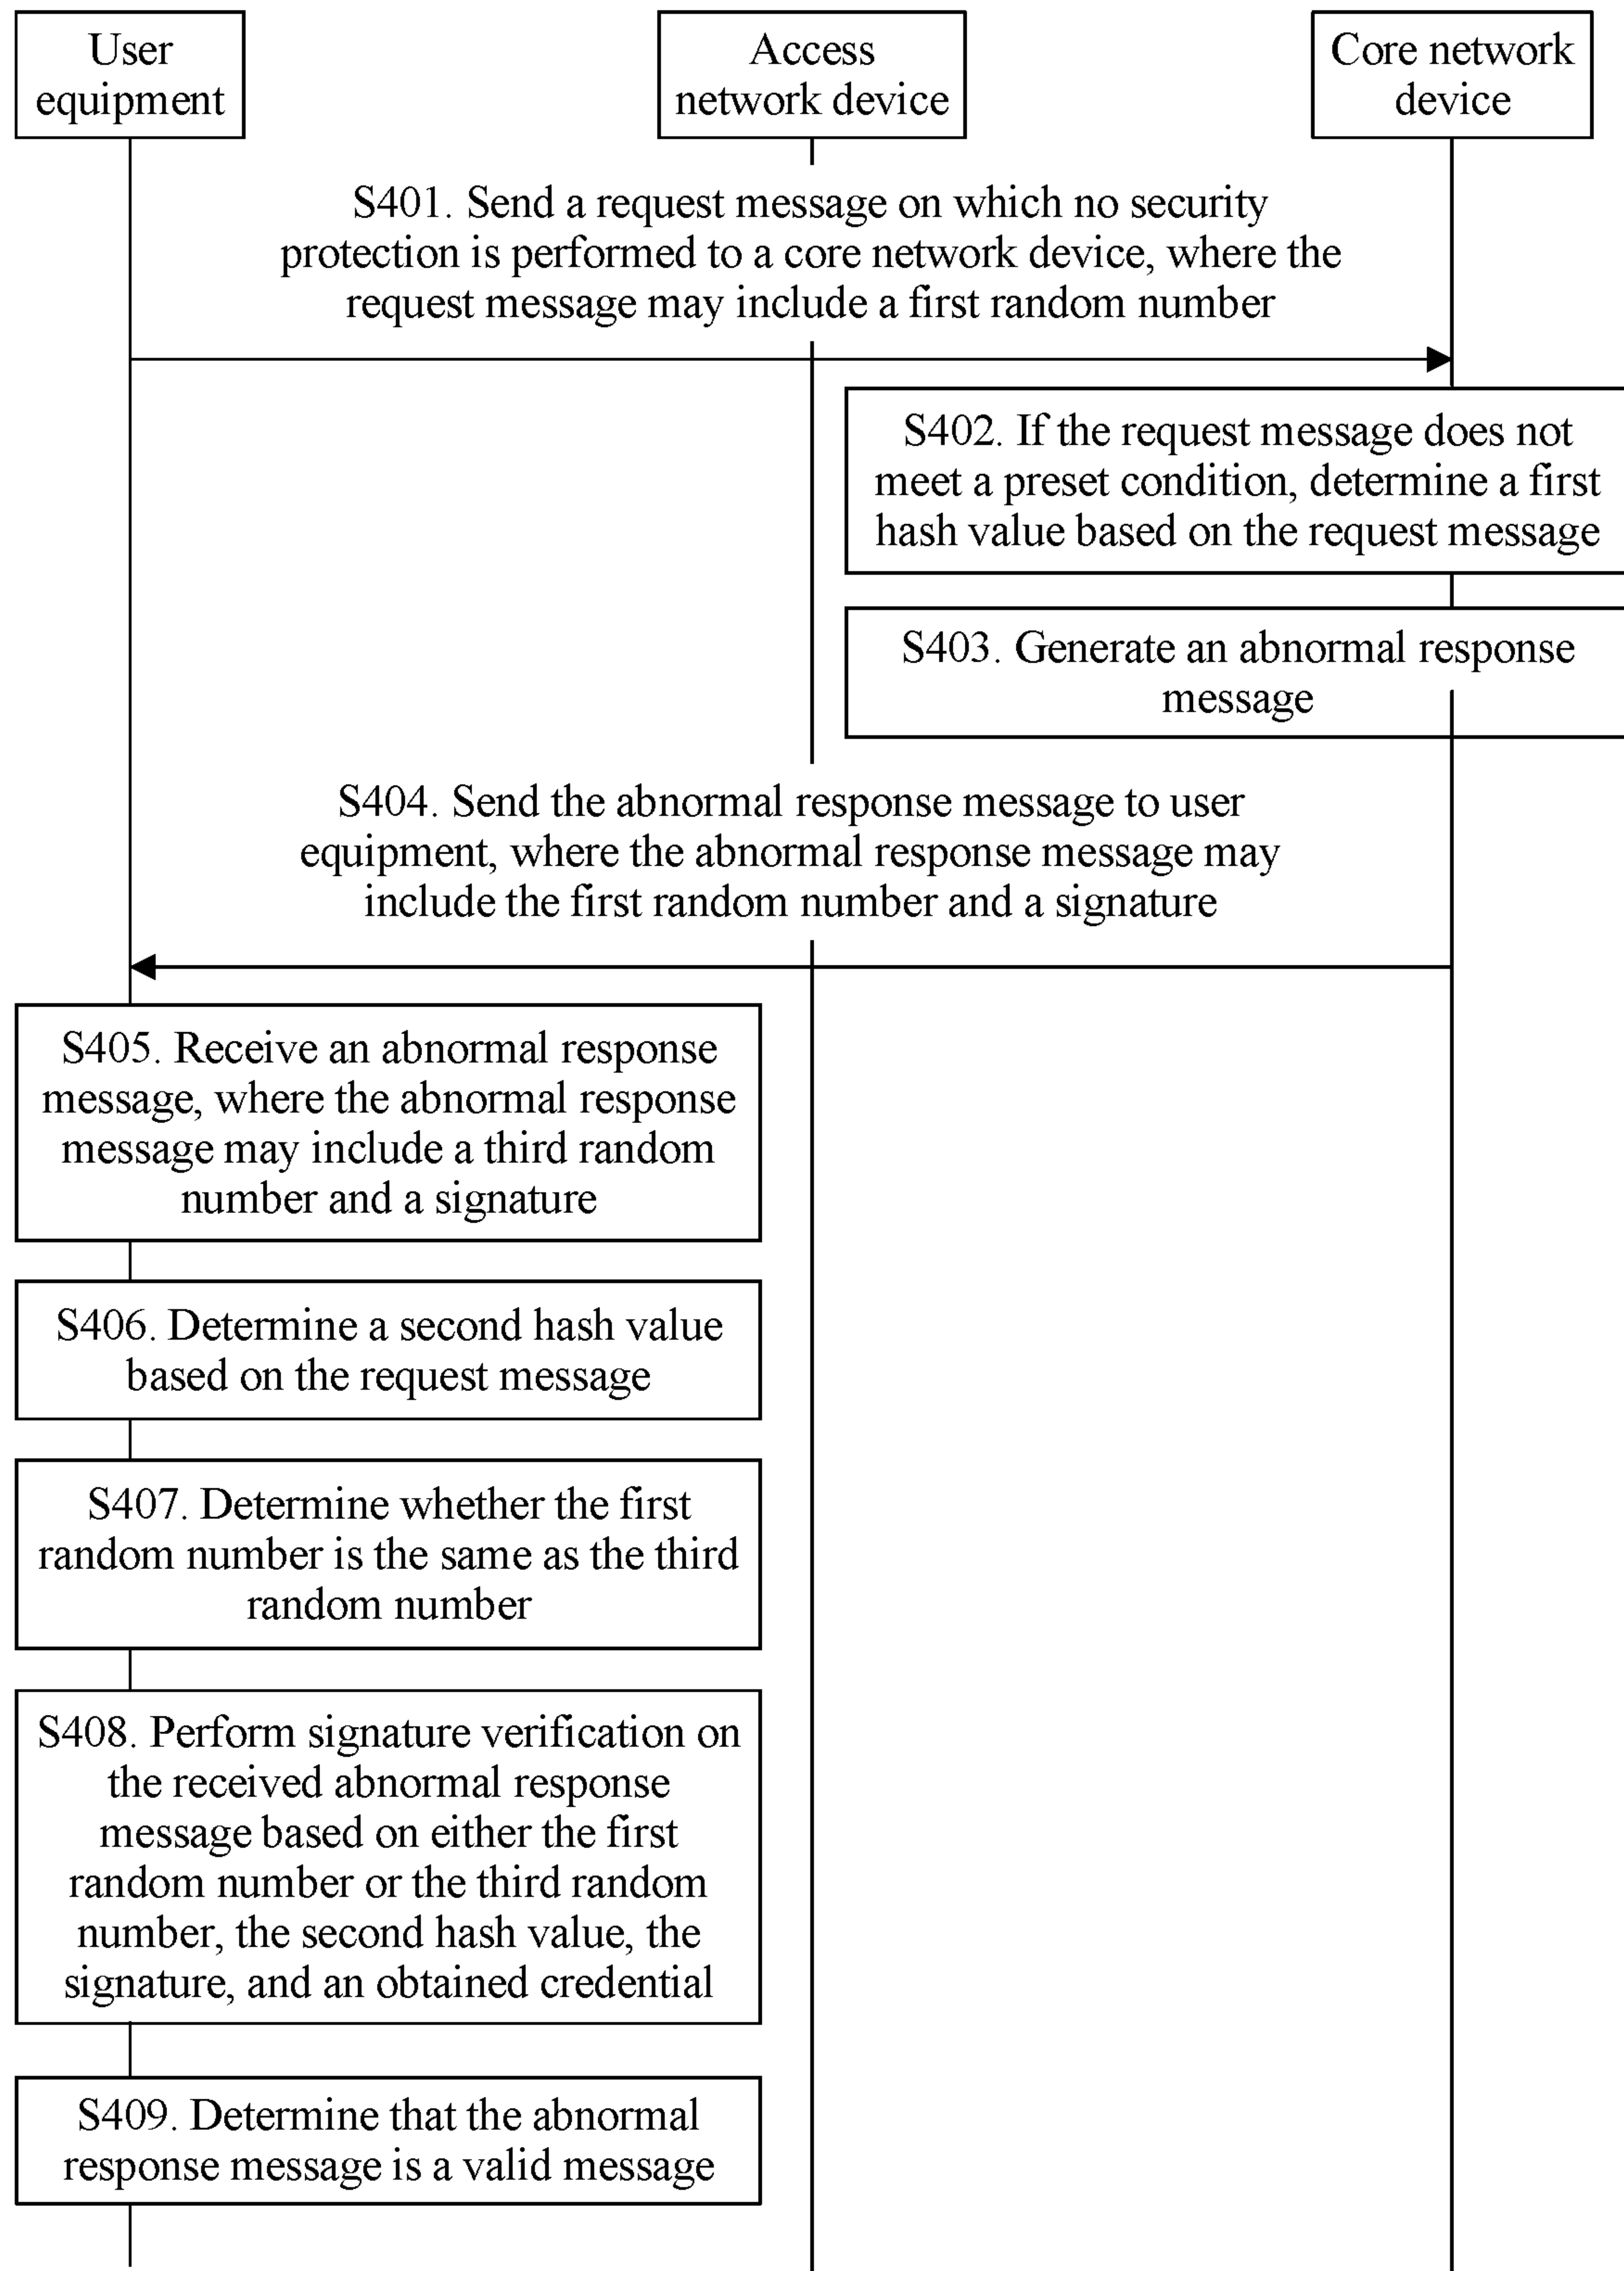 User
equipment
Access
network device
Core network
device
S401. Send a request message on which no security
protection is performed to a core network device, where the
request message may include a first random number
S402. If the request message does not
meet a preset condition, determine a first
hash value based on the request message
S403. Generate an abnormal response
message
S404. Send the abnormal response message to user
equipment, where the abnormal response message may
include the first random number and a signature
S405. Receive an abnormal response
message, where the abnormal response
message may include a third random
number and a signature
S406. Determine a second hash value
based on the request message
S407. Determine whether the first
random number is the same as the third
random number
S408. Perform signature verification on
the received abnormal response
message based on either the first
random number or the third random
number, the second hash value, the
signature, and an obtained credential
S409. Determine that the abnormal
response message is a valid message